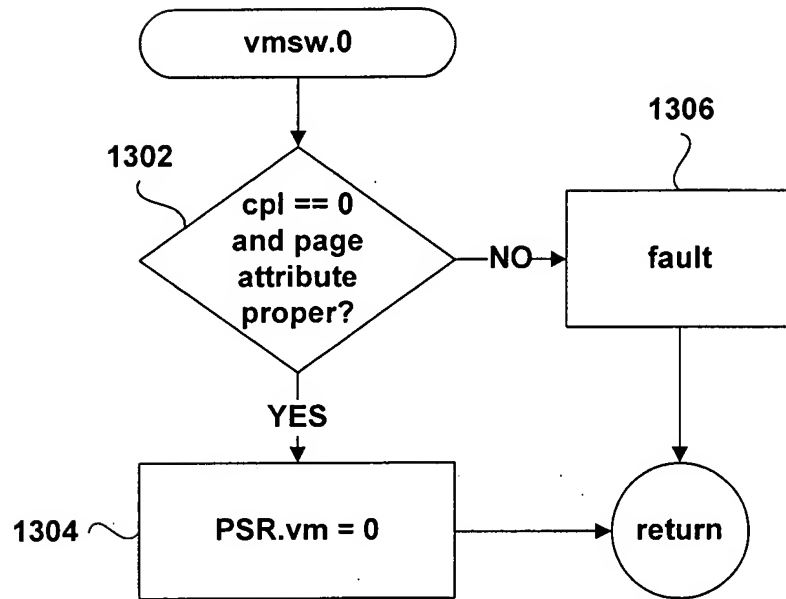 vmsw.0
1306
1302
cpl == 0
and page
attribute
proper?
NO
fault
YES
1304
PSR.vm = 0
return